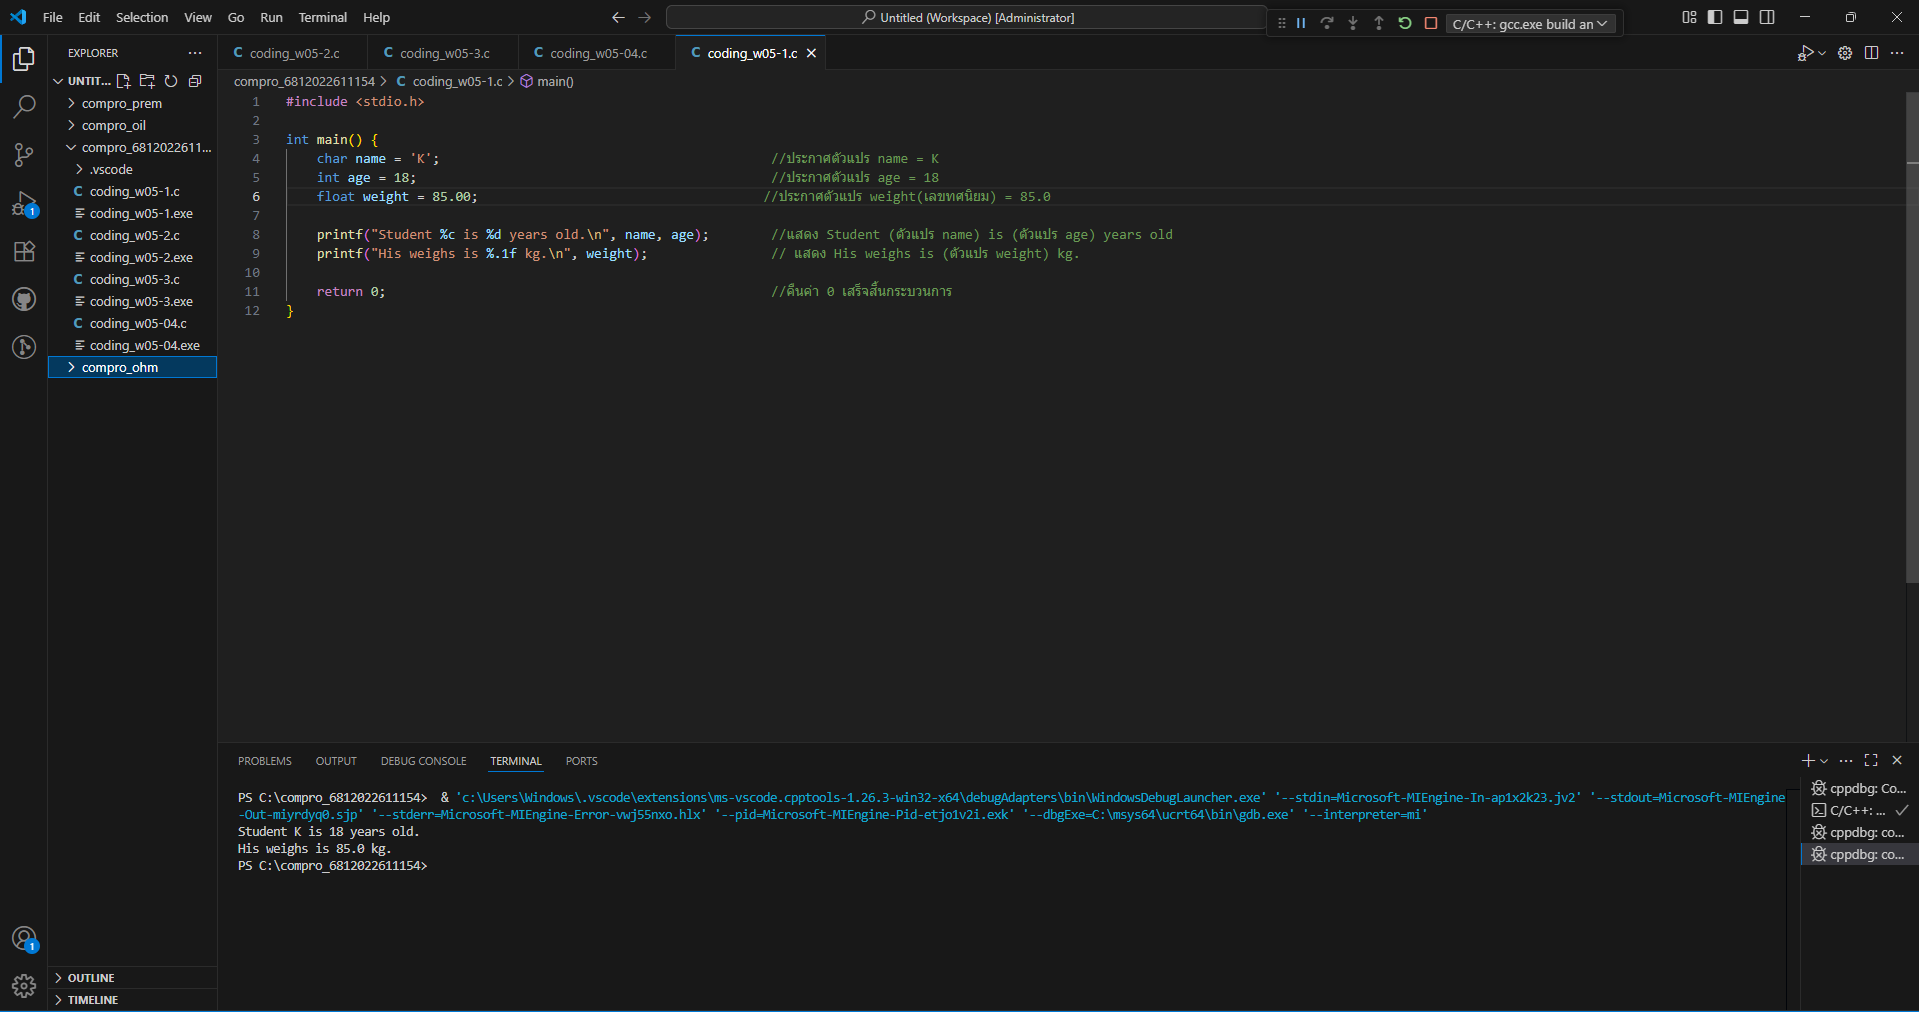 File Edit Selection View Go Run Terminal Help
Untitled (Workspace) [Administrator]
C/C++: gcc.exe build an
EXPLORER
coding_w05-2.c
coding_w05-3.c
coding_w05-04.c
coding_w05-1.c
UNTIT...
compro_prem
compro_oil
compro_6812022611...
.vscode
coding_w05-1.c
coding_w05-1.exe
coding_w05-2.c
coding_w05-2.exe
coding_w05-3.c
coding_w05-3.exe
coding_w05-04.c
coding_w05-04.exe
compro_ohm
1
1
OUTLINE
TIMELINE
compro_6812022611154 > C coding_w05-1.c > main()
1 #include <stdio.h>
2
3 int main() {
4 char name = 'K'; //ประกาศตัวแปร name = K
5 int age = 18; //ประกาศตัวแปร age = 18
6 float weight = 85.00; //ประกาศตัวแปร weight(เลขทศนิยม) = 85.0
7
8 printf("Student %c is %d years old.\n", name, age); //แสดง Student (ตัวแปร name) is (ตัวแปร age) years old
9 printf("His weighs is %.1f kg.\n", weight); // แสดง His weighs is (ตัวแปร weight) kg.
10
11 return 0; //คืนค่า 0 เสร็จสิ้นกระบวนการ
12 }
PROBLEMS OUTPUT DEBUG CONSOLE TERMINAL PORTS
PS C:\compro_6812022611154> & 'c:\Users\Windows\.vscode\extensions\ms-vscode.cpptools-1.26.3-win32-x64\debugAdapters\bin\WindowsDebugLauncher.exe' '--stdin=Microsoft-MIEngine-In-ap1x2k23.jv2' '--stdout=Microsoft-MIEngine
-Out-miyrdyq0.sjp' '--stderr=Microsoft-MIEngine-Error-vwj55nxo.hlx' '--pid=Microsoft-MIEngine-Pid-etjo1v2i.exk' '--dbgExe=C:\msys64\ucrt64\bin\gdb.exe' '--interpreter=mi'
Student K is 18 years old.
His weighs is 85.0 kg.
PS C:\compro_6812022611154>
cppdbg: Co...
C/C++: ...
cppdbg: co...
cppdbg: co...